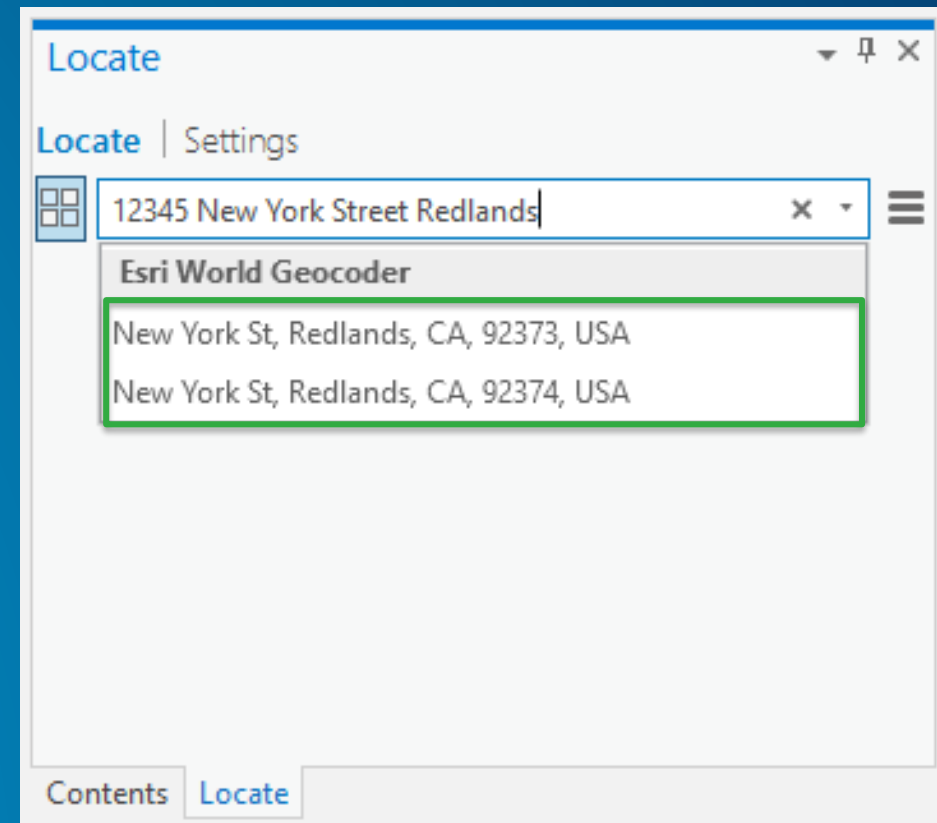 Locate
Locate | Settings
12345 New York Street Redlands
Esri World Geocoder
New York St, Redlands, CA, 92373, USA
New York St, Redlands, CA, 92374, USA
Contents Locate